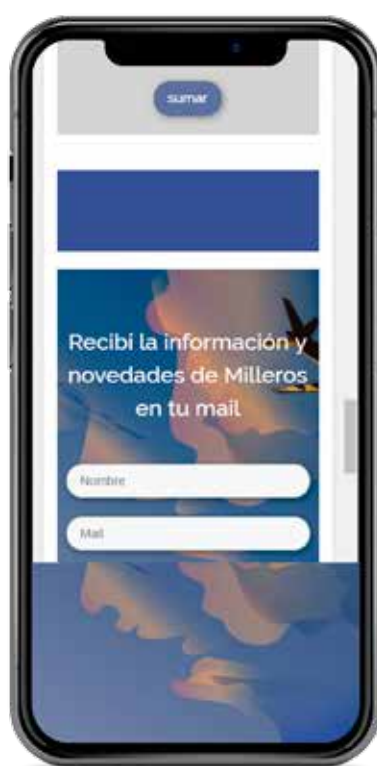 sumar
Recibí la información y
novedades de Milleros
en tu mail
Nombre
Mail